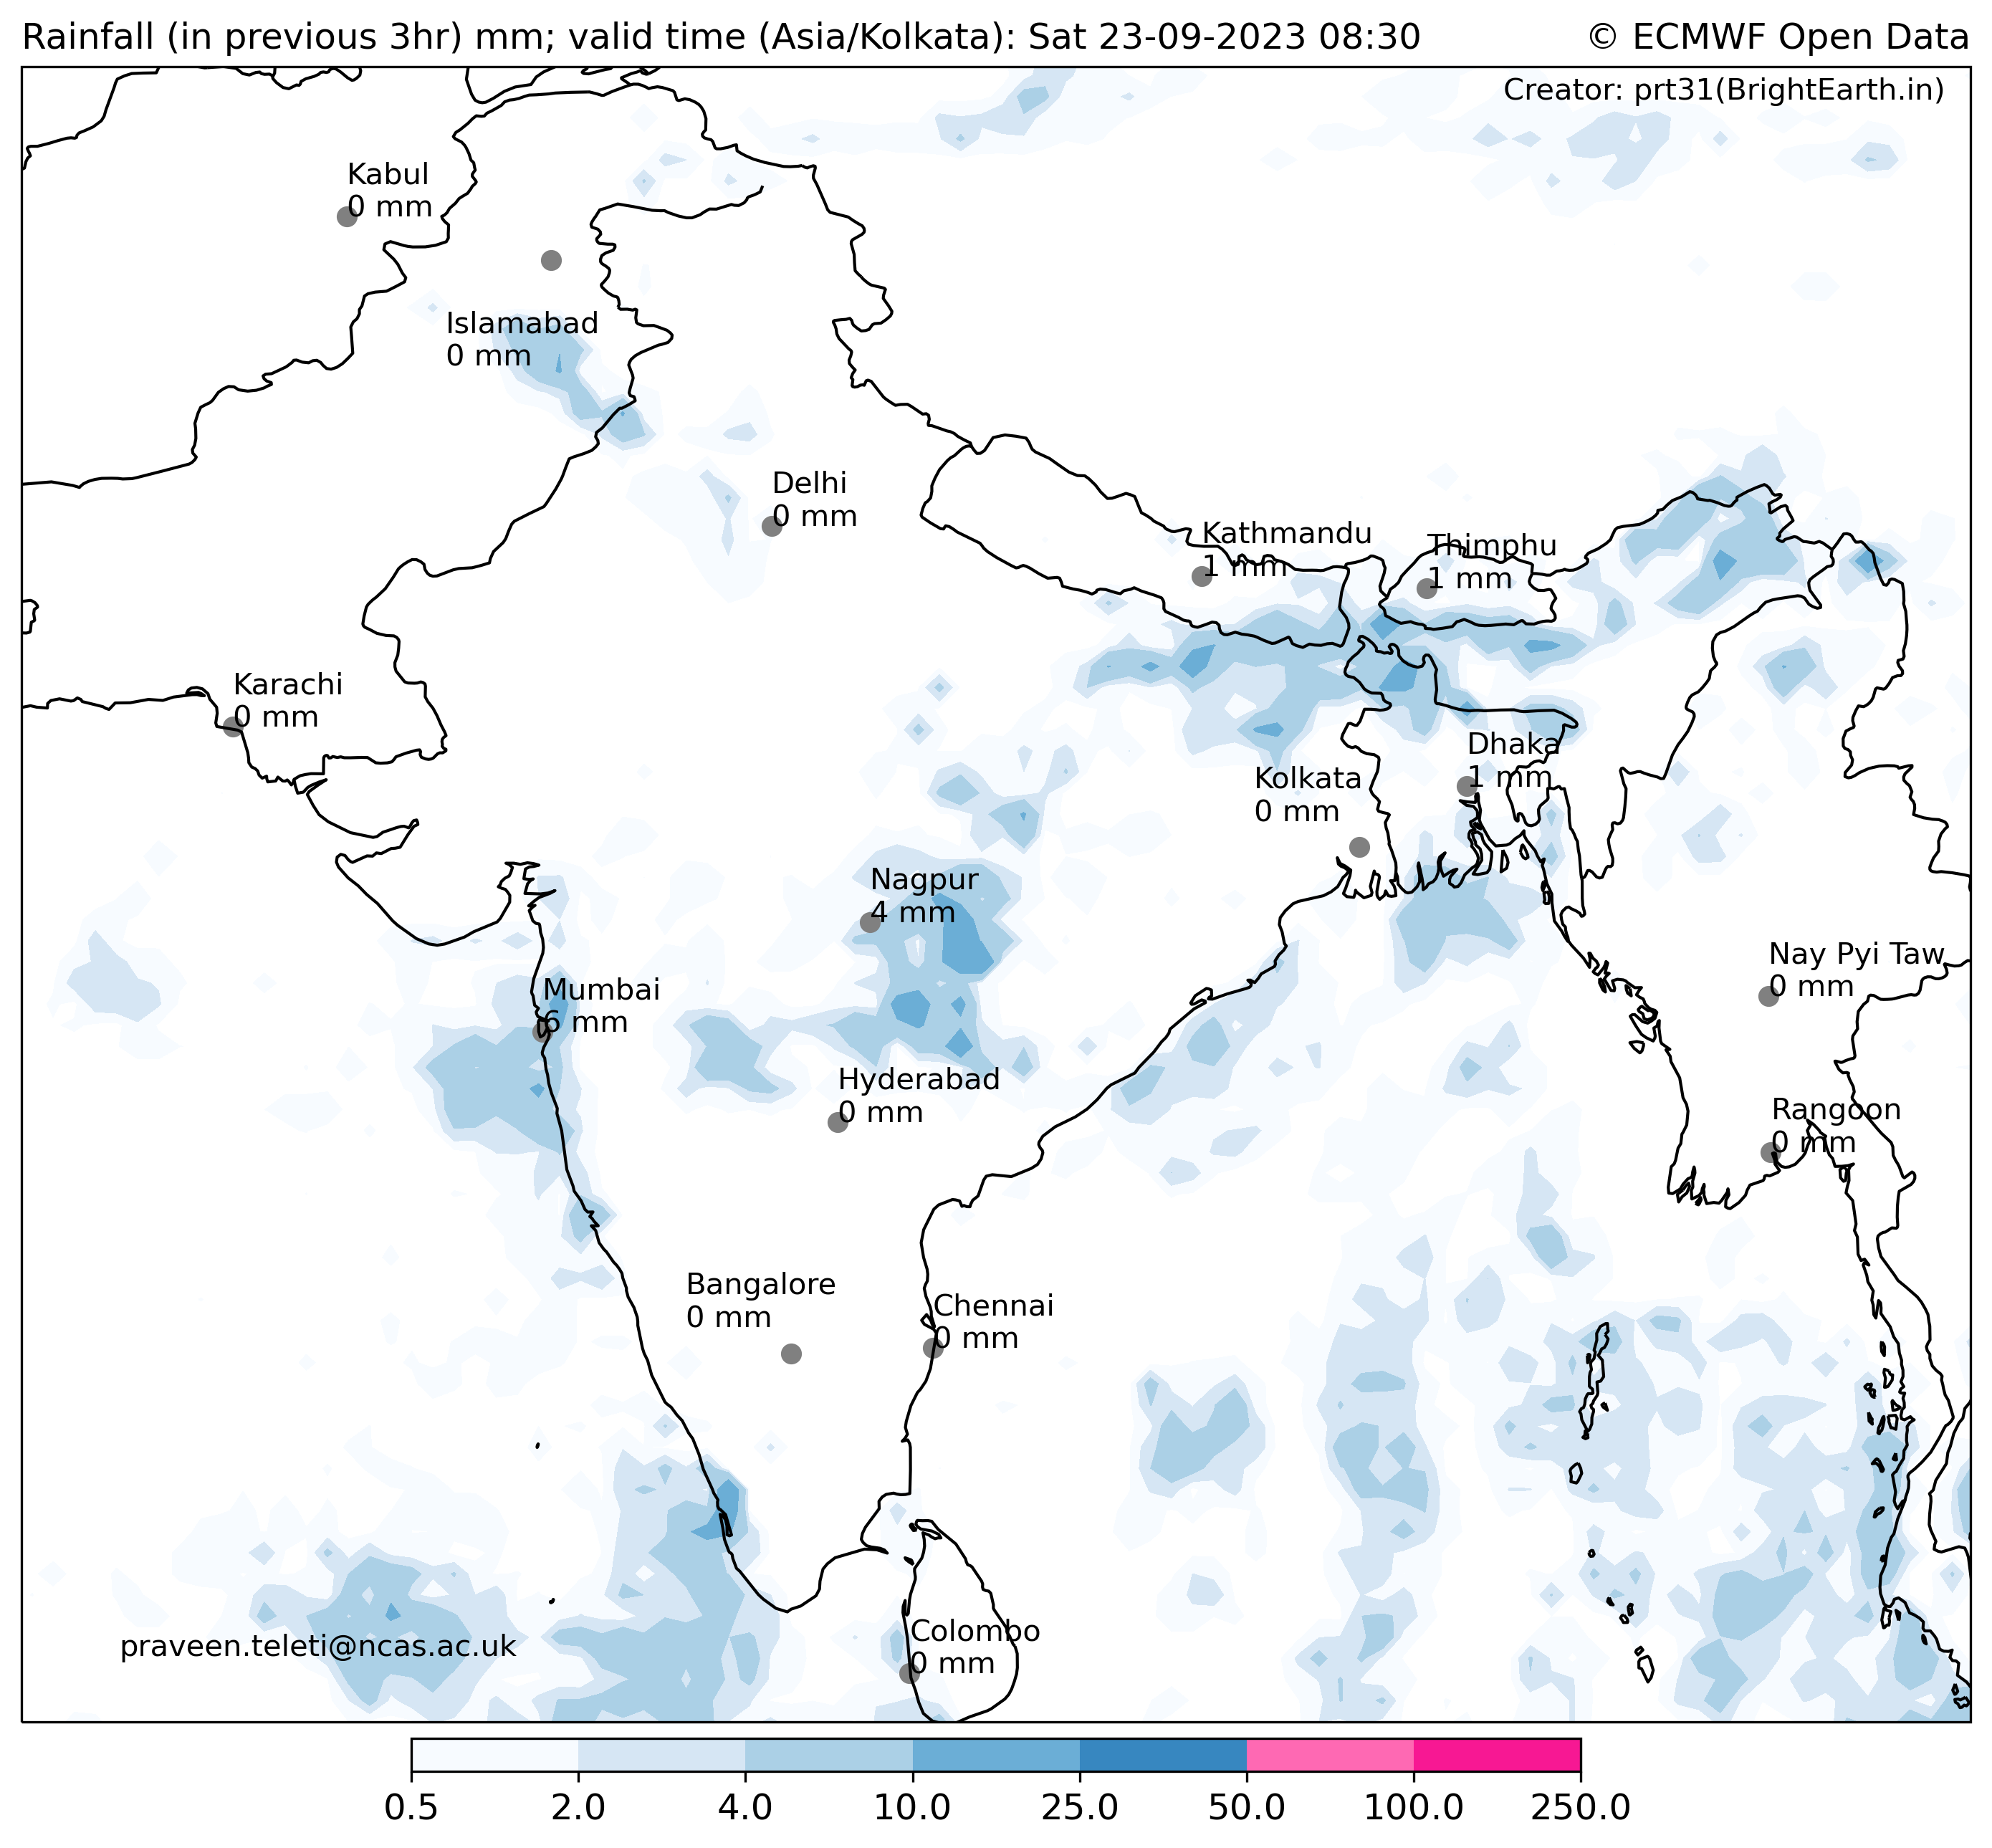 Rainfall (in previous 3hr) mm; valid time (Asia/Kolkata): Sat 23-09-2023 08:30
© ECMWF Open Data
Creator: prt31(BrightEarth.in)
Kabul
0 mm
Islamabad
0 mm
Delhi
0 mm
Kathmandu
1 mm
Thimphu
1 mm
Karachi
0 mm
Dhaka
1 mm
Kolkata
0 mm
Nagpur
4 mm
Nay Pyi Taw
0 mm
Mumbai
6 mm
Hyderabad
0 mm
Rangoon
0 mm
Bangalore
0 mm
Chennai
0 mm
Colombo
0 mm
praveen.teleti@ncas.ac.uk
0.5 2.0 4.0 10.0 25.0 50.0 100.0 250.0